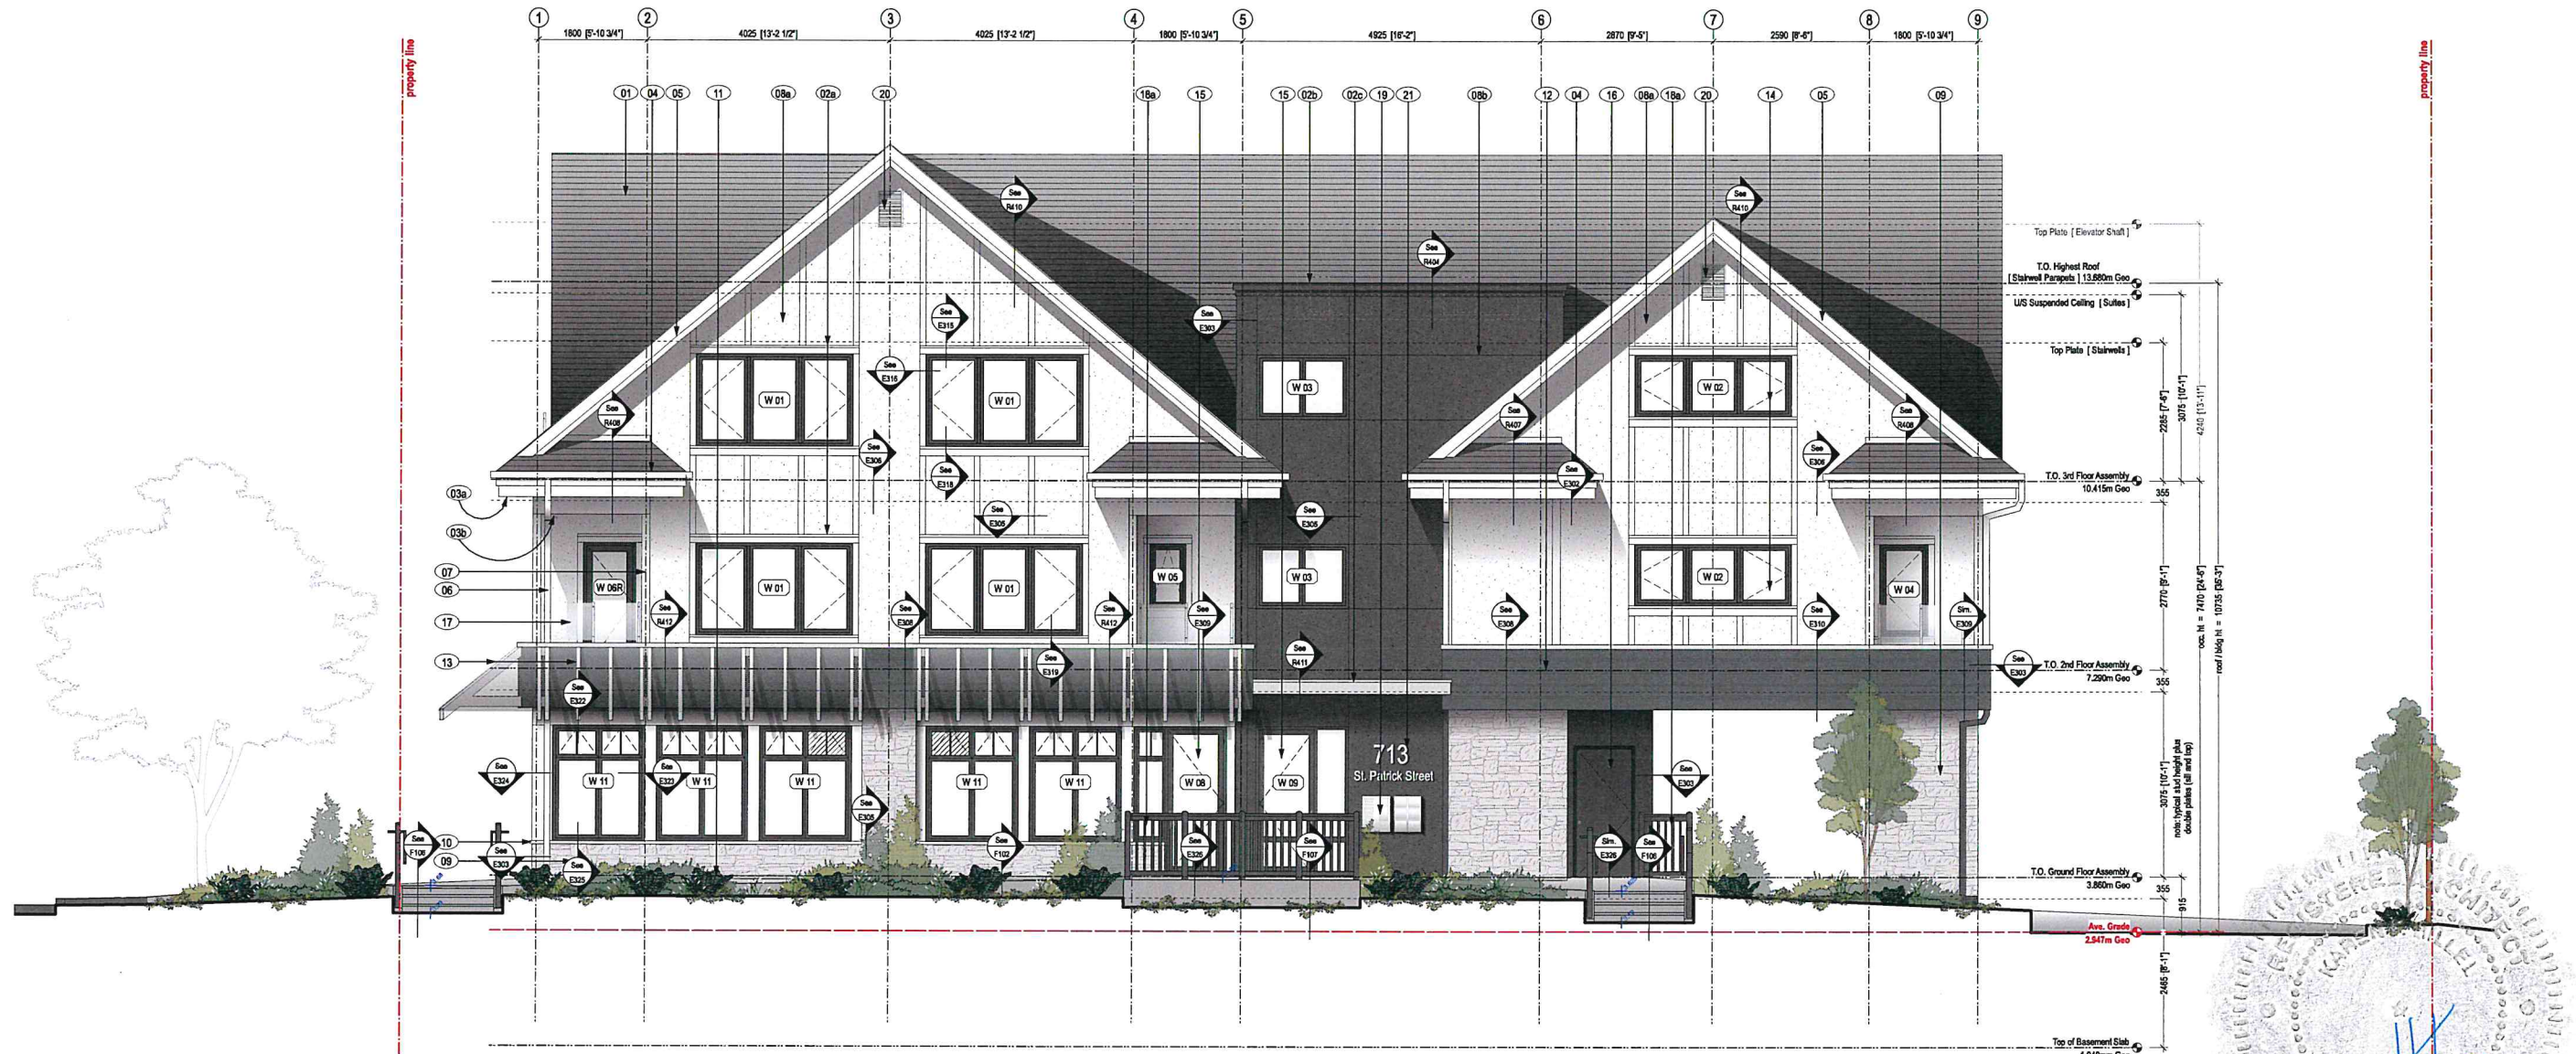 1 2 3 4 5 6 7 8 9
1800 [5'-10 3/4"] 4025 [13'-2 1/2"] 4025 [13'-2 1/2"] 1800 [5'-10 3/4"] 4925 [16'-2"] 2870 [9'-5"] 2590 [8'-6"] 1800 [5'-10 3/4"]
property line
property line
01 04 05 11 08a 02a 20 18a 15 15 02b 02c 19 21 08b 12 04 16 08a 18a 20 14 05 09
See R410
See R410
See R404
Top Plate [ Elevator Shaft ]
T.O. Highest Roof
[ Stairwell Parapets ] 13.680m Geo
U/S Suspended Ceiling [ Suites ]
See E315
See E303
Top Plate [ Stairwells ]
See E316
W 01
W 01
W 03
W 02
See R408
See R407
See R408
2285 [7'-6"]
3075 [10'-1"]
4240 [13'-11"]
See E306
See E306
See E318
See E302
T.O. 3rd Floor Assembly
10.415m Geo
355
03a
03b
See E305
See E305
07
06
17
13
W 06R
W 01
W 01
W 05
W 03
W 02
W 04
See R412
See E308
See R412
See E309
See E308
See E310
Sim. E309
2770 [9'-1"]
occ. ht = 7470 [24'-6"]
roof / bldg ht = 10735 [35'-3"]
See E319
See R411
See E303
T.O. 2nd Floor Assembly
7.290m Geo
355
See E322
713
St. Patrick Street
See E324
See E323
W 11
W 11
W 11
W 11
W 11
W 08
W 09
See E303
3075 [10'-1"]
note: typical stud height plus
double plates (sill and top)
See E305
10
09
See F106
See E303
See E325
See F102
See E326
See F107
Sim. E326
See F106
T.O. Ground Floor Assembly
3.860m Geo
355
915
Ave. Grade
2.947m Geo
2465 [8'-1"]
Top of Basement Slab
REGISTERED ARCHITECT